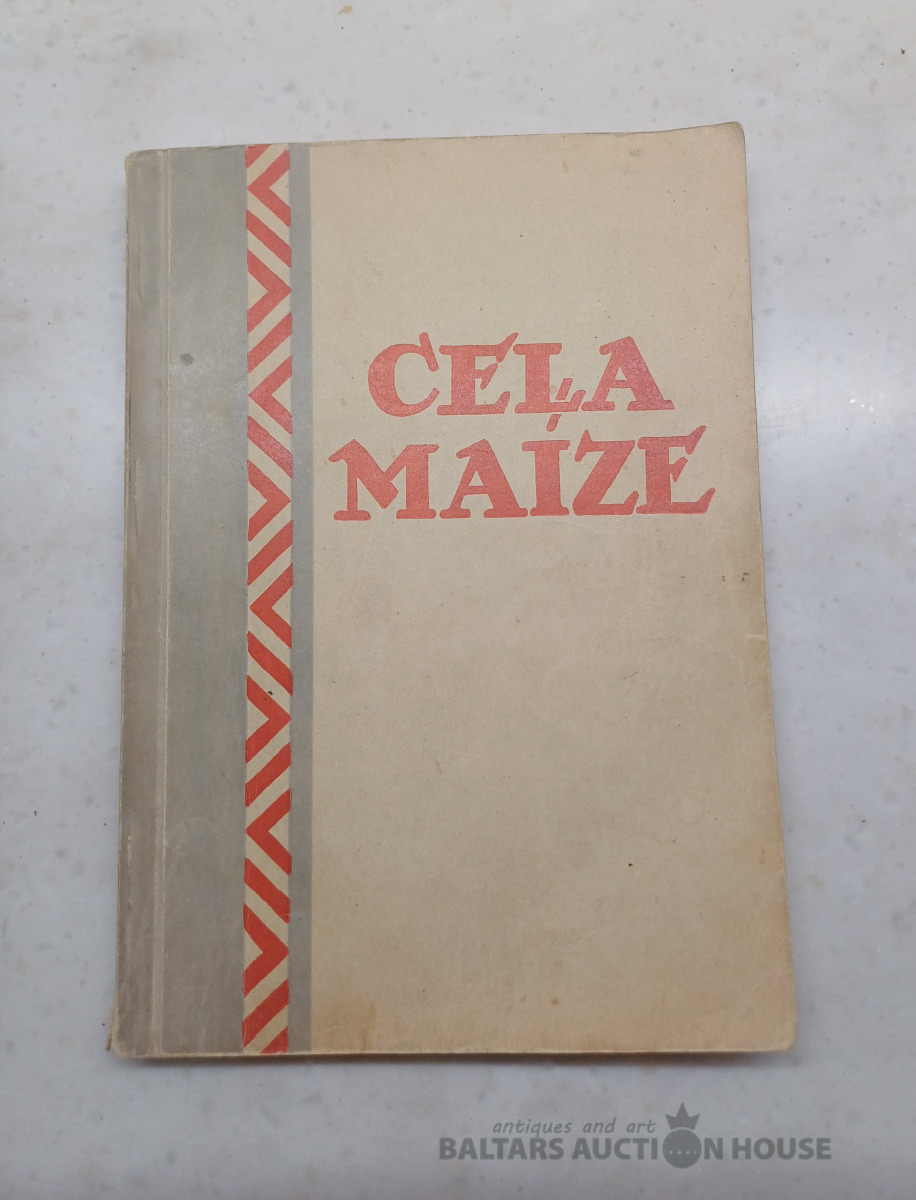 CEĻA
MAIZE
antiques and art
BALTARS AUCTION HOUSE